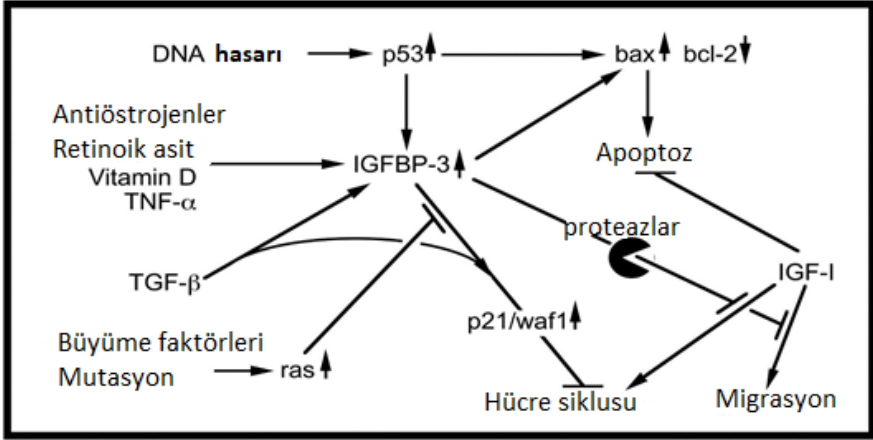 DNA hasarı
p53
bax bcl-2
Antiöstrojenler
Retinoik asit
Vitamin D
TNF-α
IGFBP-3
Apoptoz
proteazlar
TGF-β
IGF-I
p21/waf1
Büyüme faktörleri
Mutasyon
ras
Hücre siklusu
Migrasyon